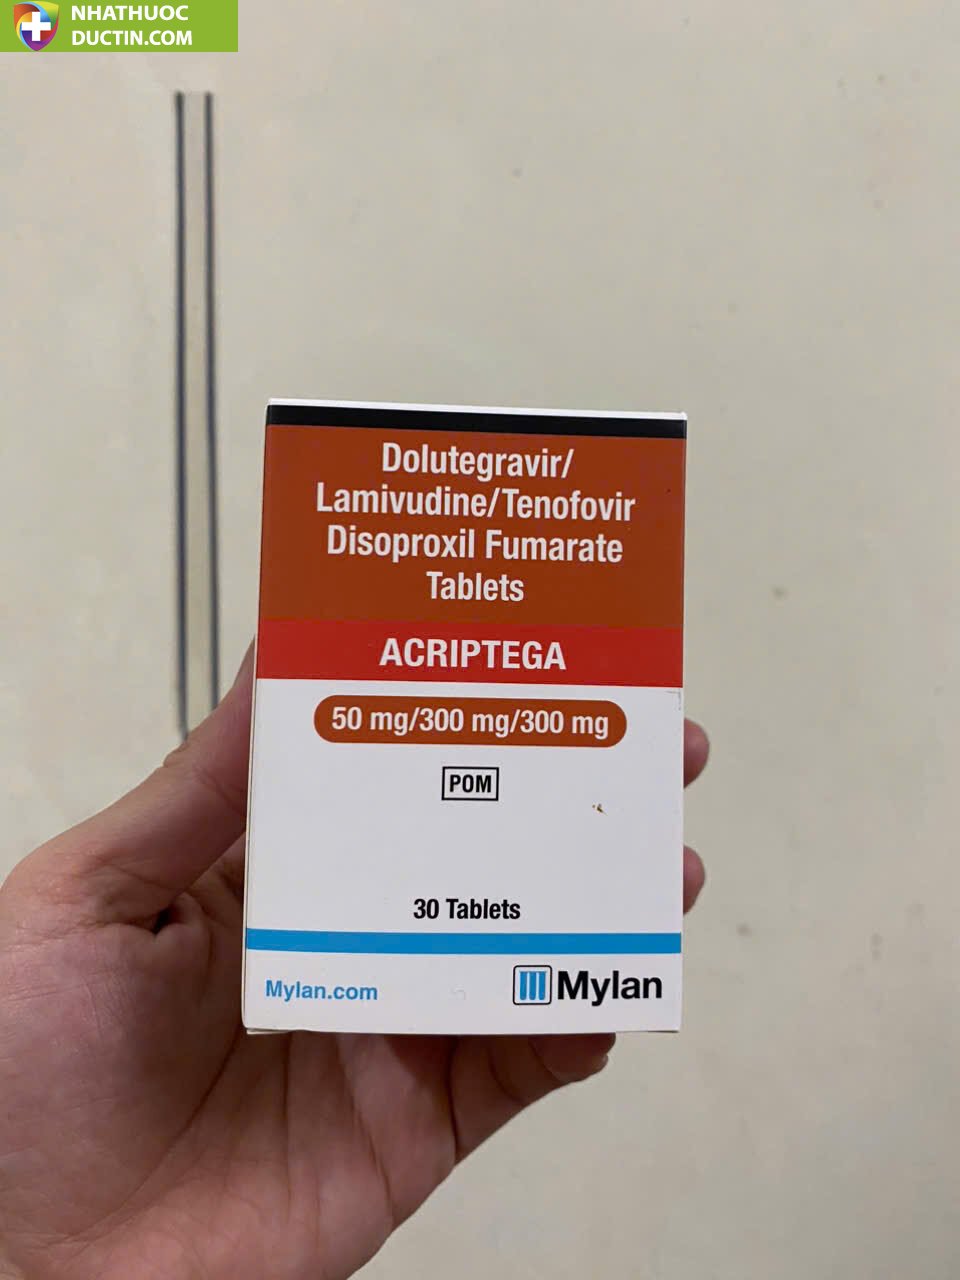 NHATHUOC
DUCTIN.COM
Dolutegravir/
Lamivudine/Tenofovir
Disoproxil Fumarate
Tablets
ACRIPTEGA
50 mg/300 mg/300 mg
POM
30 Tablets
Mylan.com
Mylan